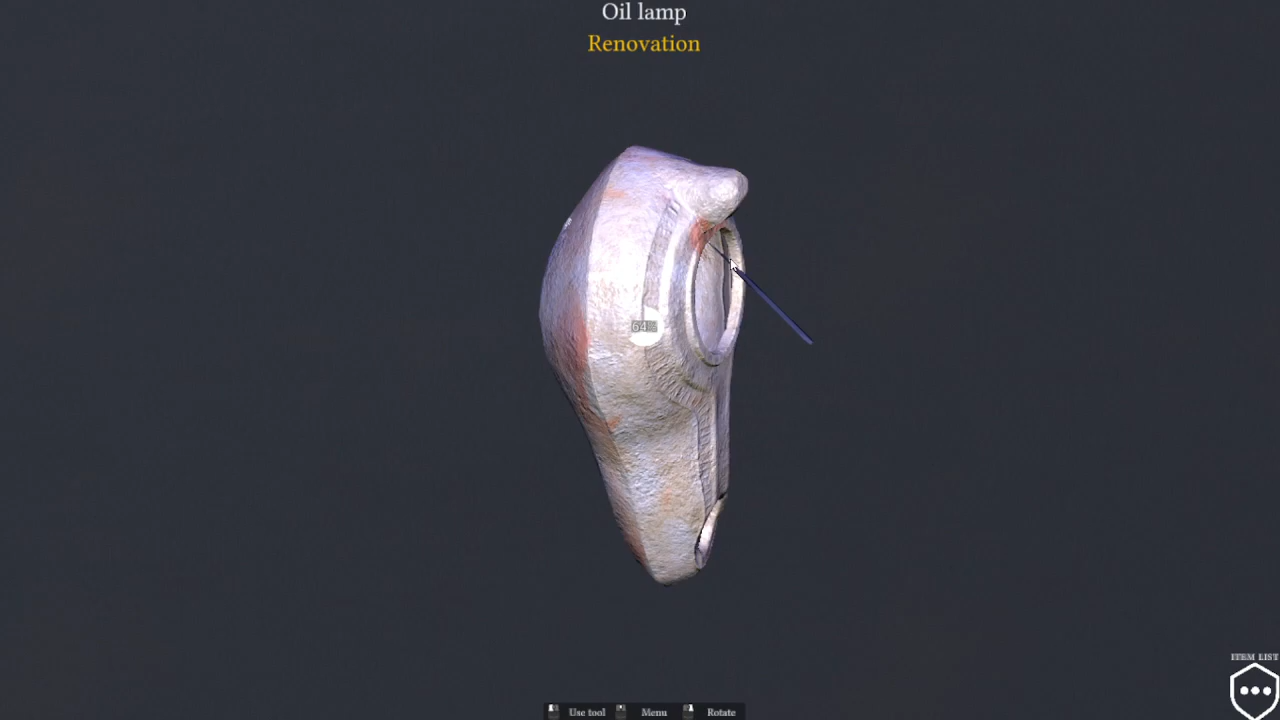 Oil lamp
Renovation
64%
ITEM LIST
Use tool Menu Rotate